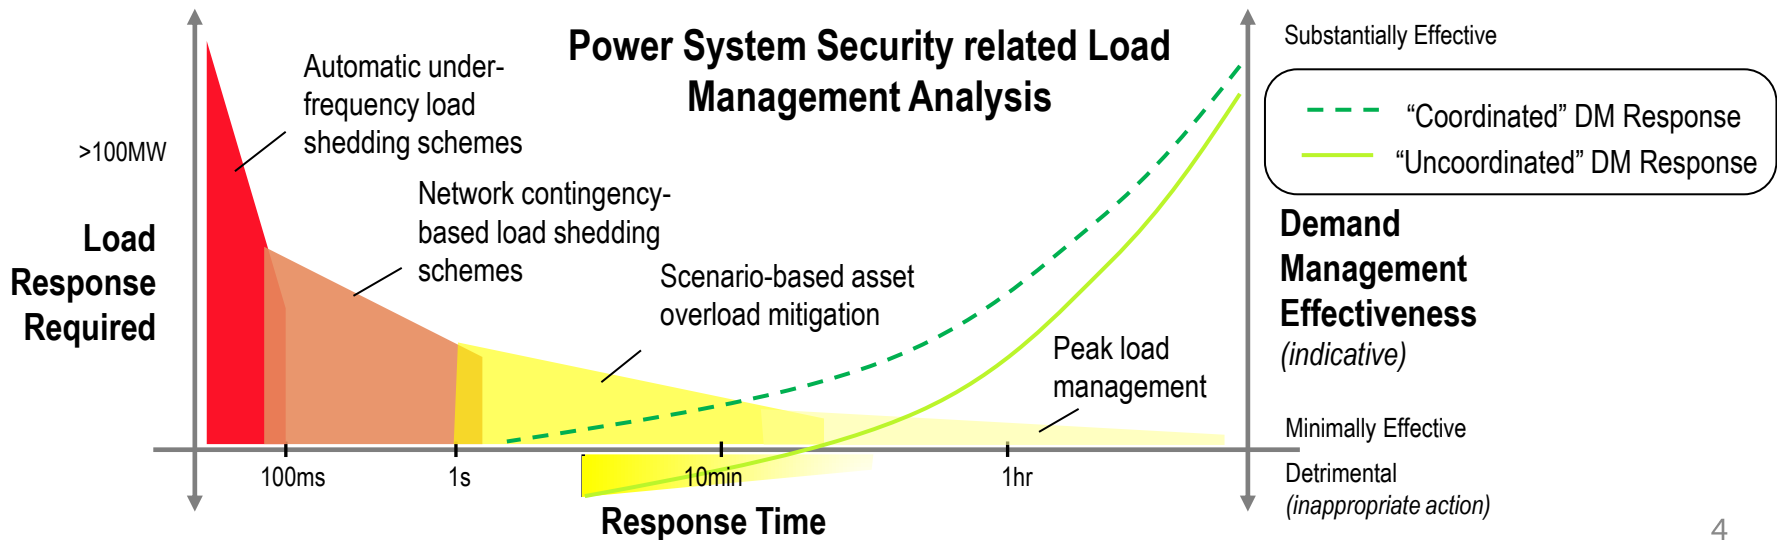 Power System Security related Load
Management Analysis
Automatic under-
frequency load
shedding schemes
>100MW
Network contingency-
based load shedding
schemes
Load
Response
Required
Scenario-based asset
overload mitigation
Peak load
management
Substantially Effective
“Coordinated” DM Response
“Uncoordinated” DM Response
Demand
Management
Effectiveness
(indicative)
Minimally Effective
Detrimental
(inappropriate action)
100ms
1s
10min
1hr
Response Time
4